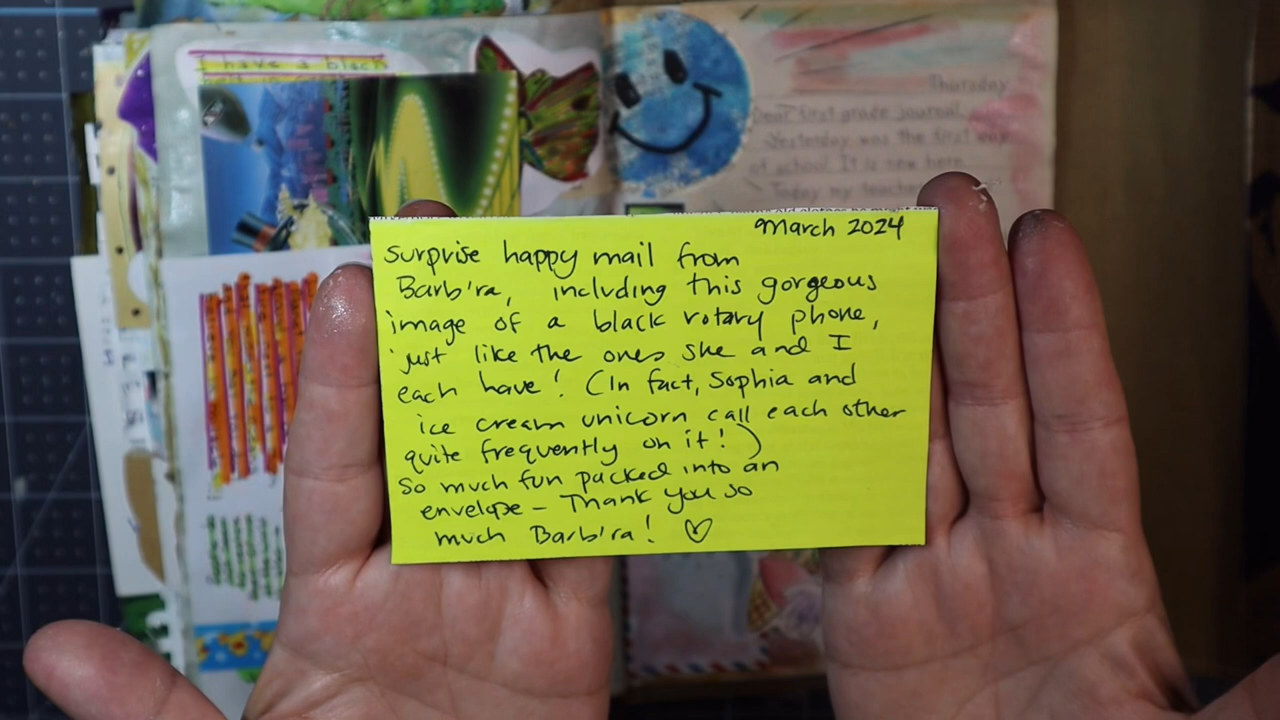 I have a black
Thursday
Dear first grade journal,
Yesterday was the first day
of school. It is new here.
Today my teacher
March 2024
surprise happy mail from
Barb'ra, including this gorgeous
image of a black rotary phone,
just like the ones she and I
each have! (In fact, Sophia and
ice cream unicorn call each other
quite frequently on it!)
So much fun packed into an
envelope - Thank you so
much Barb'ra! ♡